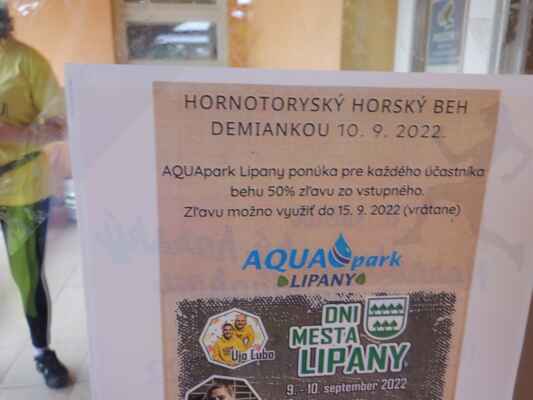 HORNOTORYSKÝ HORSKÝ BEH
DEMIANKOU 10. 9. 2022.
AQUApark Lipany ponúka pre každého účastníka
behu 50% zľavu zo vstupného.
Zľavu možno využiť do 15. 9. 2022 (vrátane)
AQUA park
LIPANY
DNI
MESTA
LIPANY
Ujo Ľubo
9. - 10. september 2022